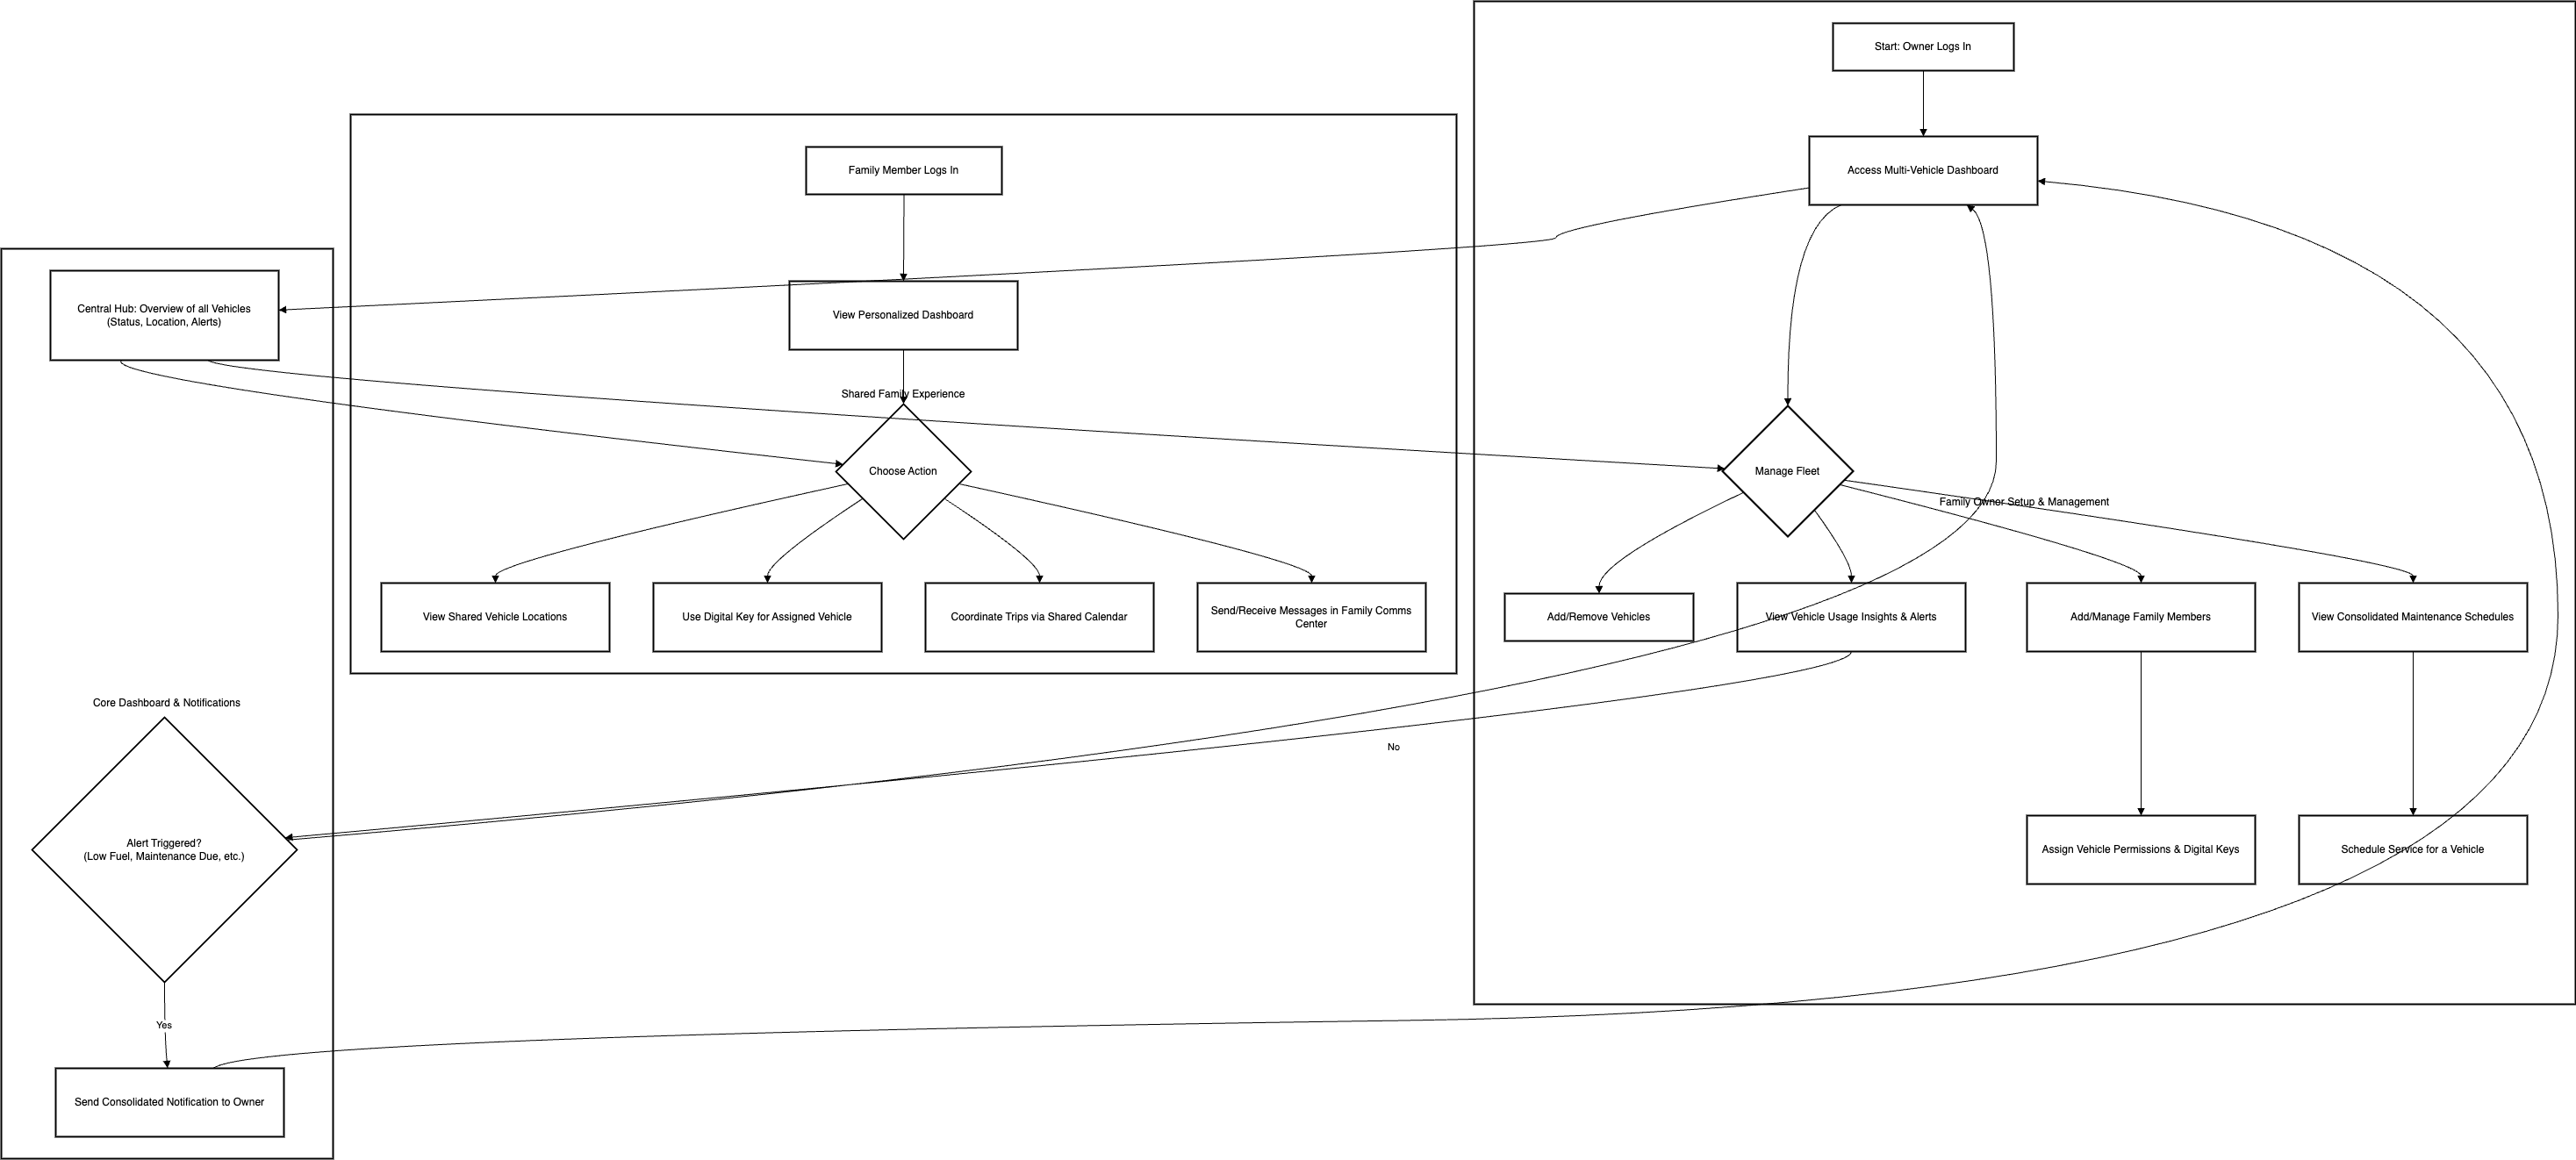 Start: Owner Logs In
Access Multi-Vehicle Dashboard
Family Member Logs In
View Personalized Dashboard
Central Hub: Overview of all Vehicles
(Status, Location, Alerts)
Shared Family Experience
Choose Action
Manage Fleet
Family Owner Setup & Management
View Shared Vehicle Locations
Use Digital Key for Assigned Vehicle
Coordinate Trips via Shared Calendar
Send/Receive Messages in Family Comms
Center
Add/Remove Vehicles
View Vehicle Usage Insights & Alerts
Add/Manage Family Members
View Consolidated Maintenance Schedules
Core Dashboard & Notifications
No
Alert Triggered?
(Low Fuel, Maintenance Due, etc.)
Assign Vehicle Permissions & Digital Keys
Schedule Service for a Vehicle
Yes
Send Consolidated Notification to Owner